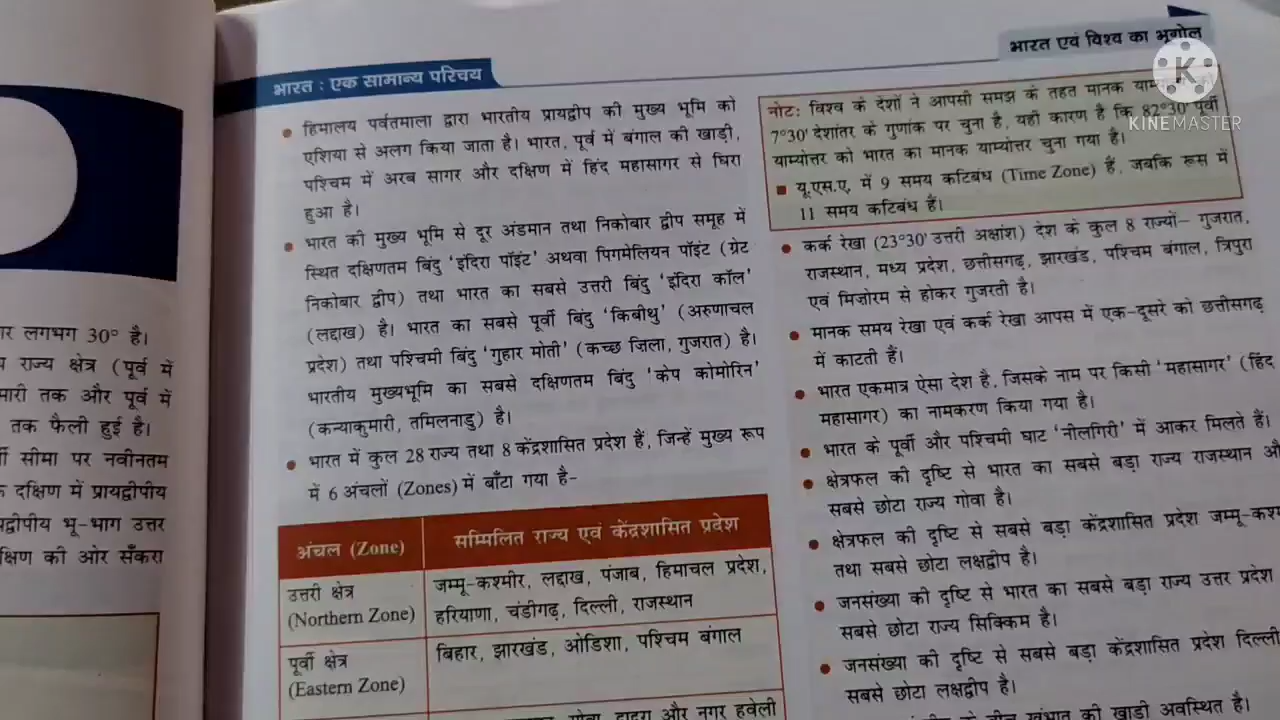 र लगभग 30° है।
राज्य क्षेत्र (पूर्व में
मारी तक और पूर्व में
तक फैली हुई है।
सीमा पर नवीनतम
दक्षिण में प्रायद्वीपीय
यद्वीपीय भू-भाग उत्तर
क्षिण की ओर सँकरा
भारत एवं विश्व का भूगोल
KINEMASTER
भारत : एक सामान्य परिचय
हिमालय पर्वतमाला द्वारा भारतीय प्रायद्वीप की मुख्य भूमि को
एशिया से अलग किया जाता है। भारत, पूर्व में बंगाल की खाड़ी,
पश्चिम में अरब सागर और दक्षिण में हिंद महासागर से घिरा
हुआ है।
भारत की मुख्य भूमि से दूर अंडमान तथा निकोबार द्वीप समूह में
स्थित दक्षिणतम बिंदु 'इंदिरा पॉइंट' अथवा पिगमेलियन पॉइंट (ग्रेट
निकोबार द्वीप) तथा भारत का सबसे उत्तरी बिंदु 'इंदिरा कॉल'
(लद्दाख) है। भारत का सबसे पूर्वी बिंदु 'किबीथु' (अरुणाचल
प्रदेश) तथा पश्चिमी बिंदु 'गुहार मोती' (कच्छ ज़िला, गुजरात) है।
भारतीय मुख्यभूमि का सबसे दक्षिणतम बिंदु 'केप कोमोरिन'
(कन्याकुमारी, तमिलनाडु) है।
भारत में कुल 28 राज्य तथा 8 केंद्रशासित प्रदेश हैं, जिन्हें मुख्य रूप
में 6 अंचलों (Zones) में बाँटा गया है-
अंचल (Zone) सम्मिलित राज्य एवं केंद्रशासित प्रदेश
उत्तरी क्षेत्र जम्मू-कश्मीर, लद्दाख, पंजाब, हिमाचल प्रदेश,
(Northern Zone) हरियाणा, चंडीगढ़, दिल्ली, राजस्थान
पूर्वी क्षेत्र बिहार, झारखंड, ओडिशा, पश्चिम बंगाल
(Eastern Zone)
गोवा, दादरा और नगर हवेली
नोट: विश्व के देशों ने आपसी समझ के तहत मानक
7°30' देशांतर के गुणांक पर चुना है, यही कारण है कि 82°30' पूर्वी
याम्योत्तर को भारत का मानक याम्योत्तर चुना गया है।
यू.एस.ए. में 9 समय कटिबंध (Time Zone) हैं, जबकि रूस में
11 समय कटिबंध हैं।
कर्क रेखा (23°30' उत्तरी अक्षांश) देश के कुल 8 राज्यों– गुजरात,
राजस्थान, मध्य प्रदेश, छत्तीसगढ़, झारखंड, पश्चिम बंगाल, त्रिपुरा
एवं मिज़ोरम से होकर गुजरती है।
मानक समय रेखा एवं कर्क रेखा आपस में एक-दूसरे को छत्तीसगढ़
में काटती हैं।
भारत एकमात्र ऐसा देश है, जिसके नाम पर किसी 'महासागर' (हिंद
महासागर) का नामकरण किया गया है।
भारत के पूर्वी और पश्चिमी घाट 'नीलगिरी' में आकर मिलते हैं।
क्षेत्रफल की दृष्टि से भारत का सबसे बड़ा राज्य राजस्थान औ
सबसे छोटा राज्य गोवा है।
क्षेत्रफल की दृष्टि से सबसे बड़ा केंद्रशासित प्रदेश जम्मू-कश्म
तथा सबसे छोटा लक्षद्वीप है।
जनसंख्या की दृष्टि से भारत का सबसे बड़ा राज्य उत्तर प्रदेश
सबसे छोटा राज्य सिक्किम है।
जनसंख्या की दृष्टि से सबसे बड़ा केंद्रशासित प्रदेश दिल्ली
सबसे छोटा लक्षद्वीप है।
खंभात की खाड़ी अवस्थित है।